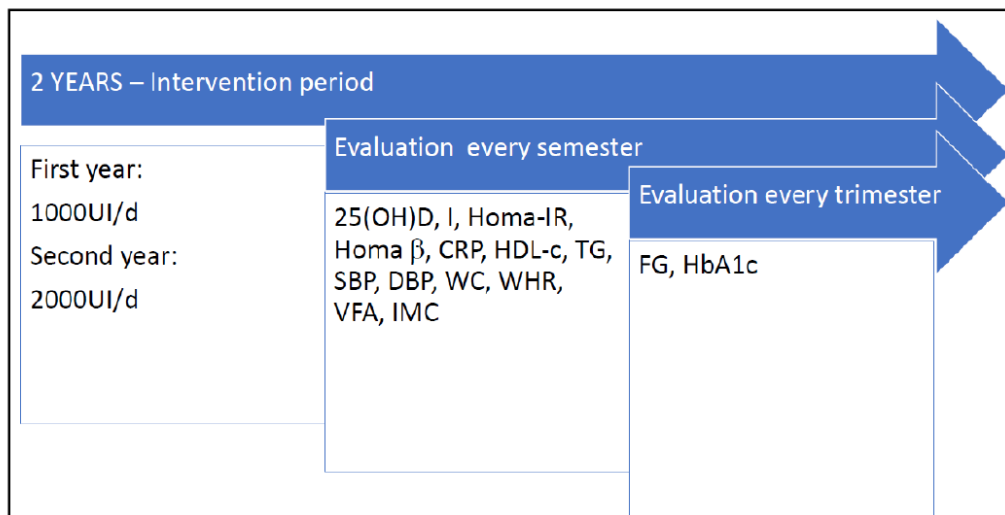 2 YEARS – Intervention period
First year:
1000UI/d
Second year:
2000UI/d
Evaluation every semester
25(OH)D, I, Homa-IR,
Homa β, CRP, HDL-c, TG,
SBP, DBP, WC, WHR,
VFA, IMC
Evaluation every trimester
FG, HbA1c